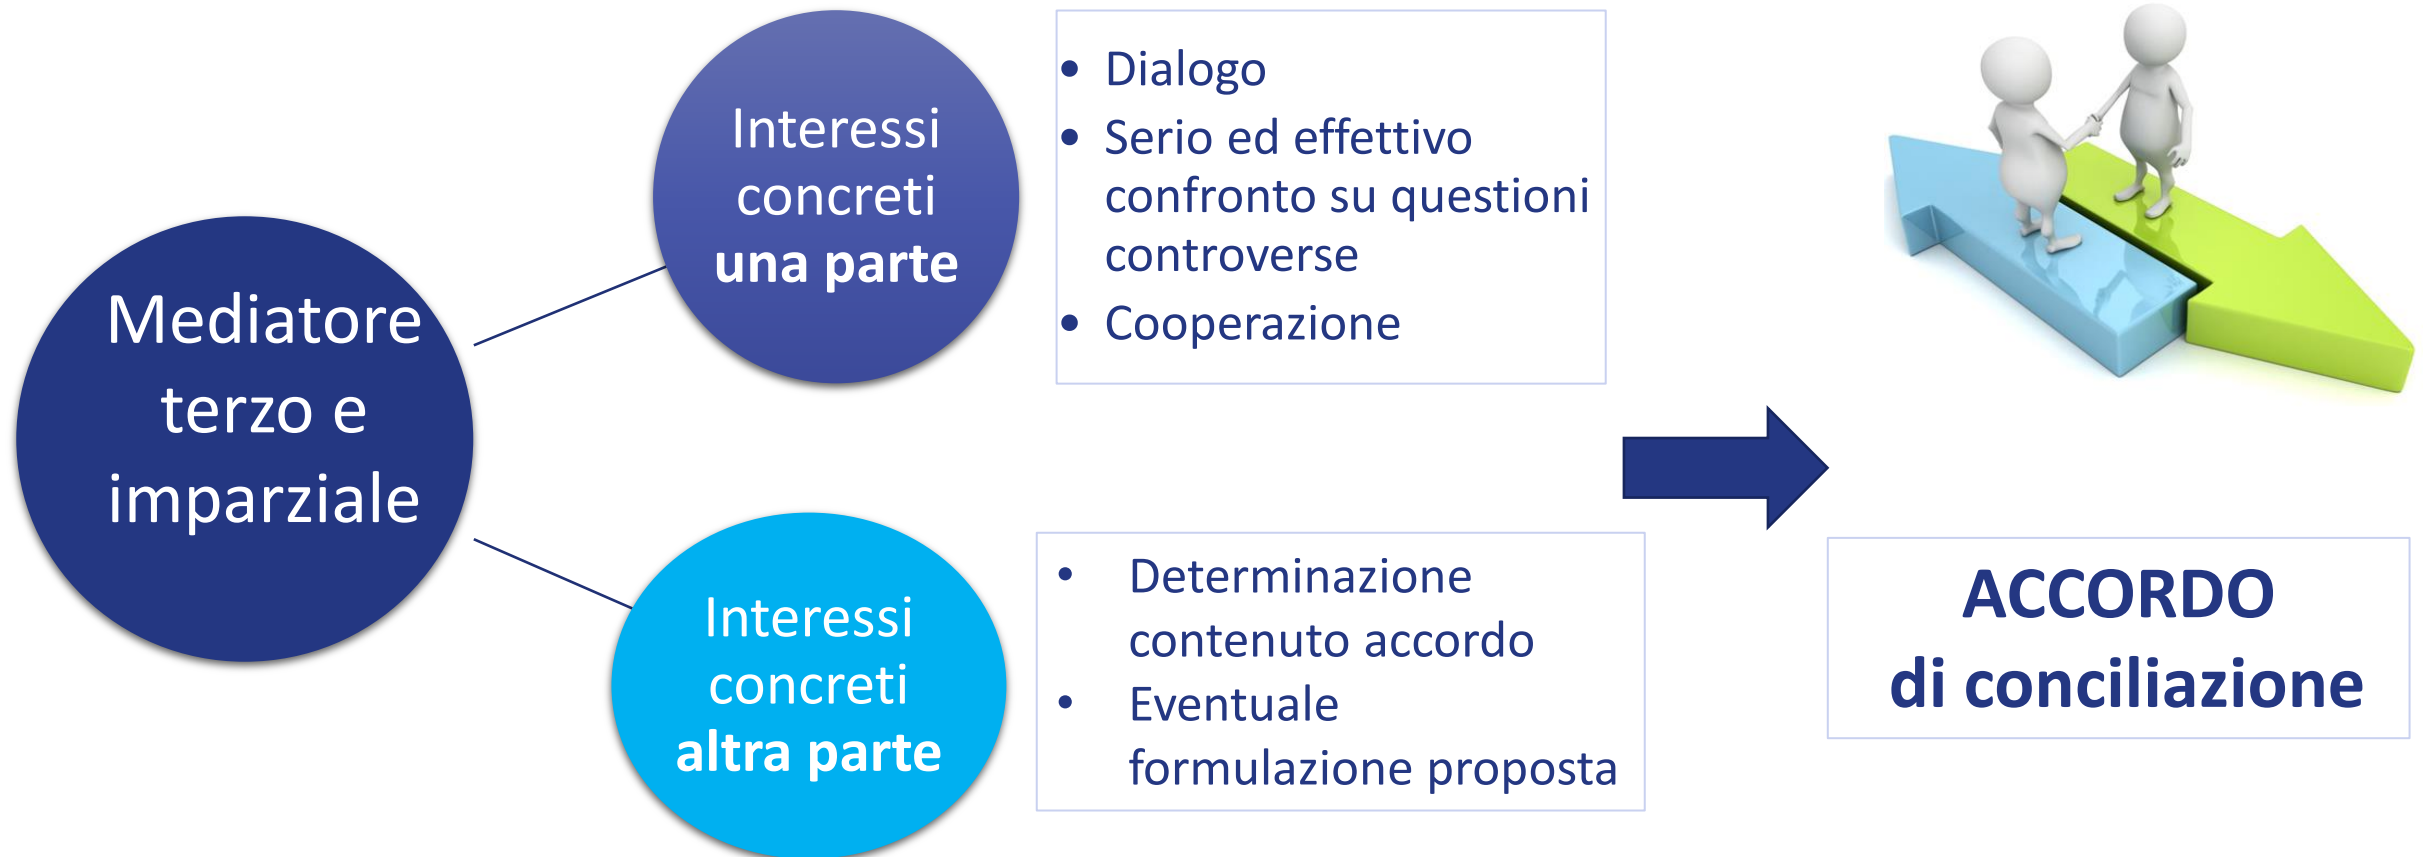 Mediatore
terzo e
imparziale
Interessi
concreti
una parte
• Dialogo
• Serio ed effettivo
confronto su questioni
controverse
• Cooperazione
Interessi
concreti
altra parte
• Determinazione
contenuto accordo
• Eventuale
formulazione proposta
ACCORDO
di conciliazione